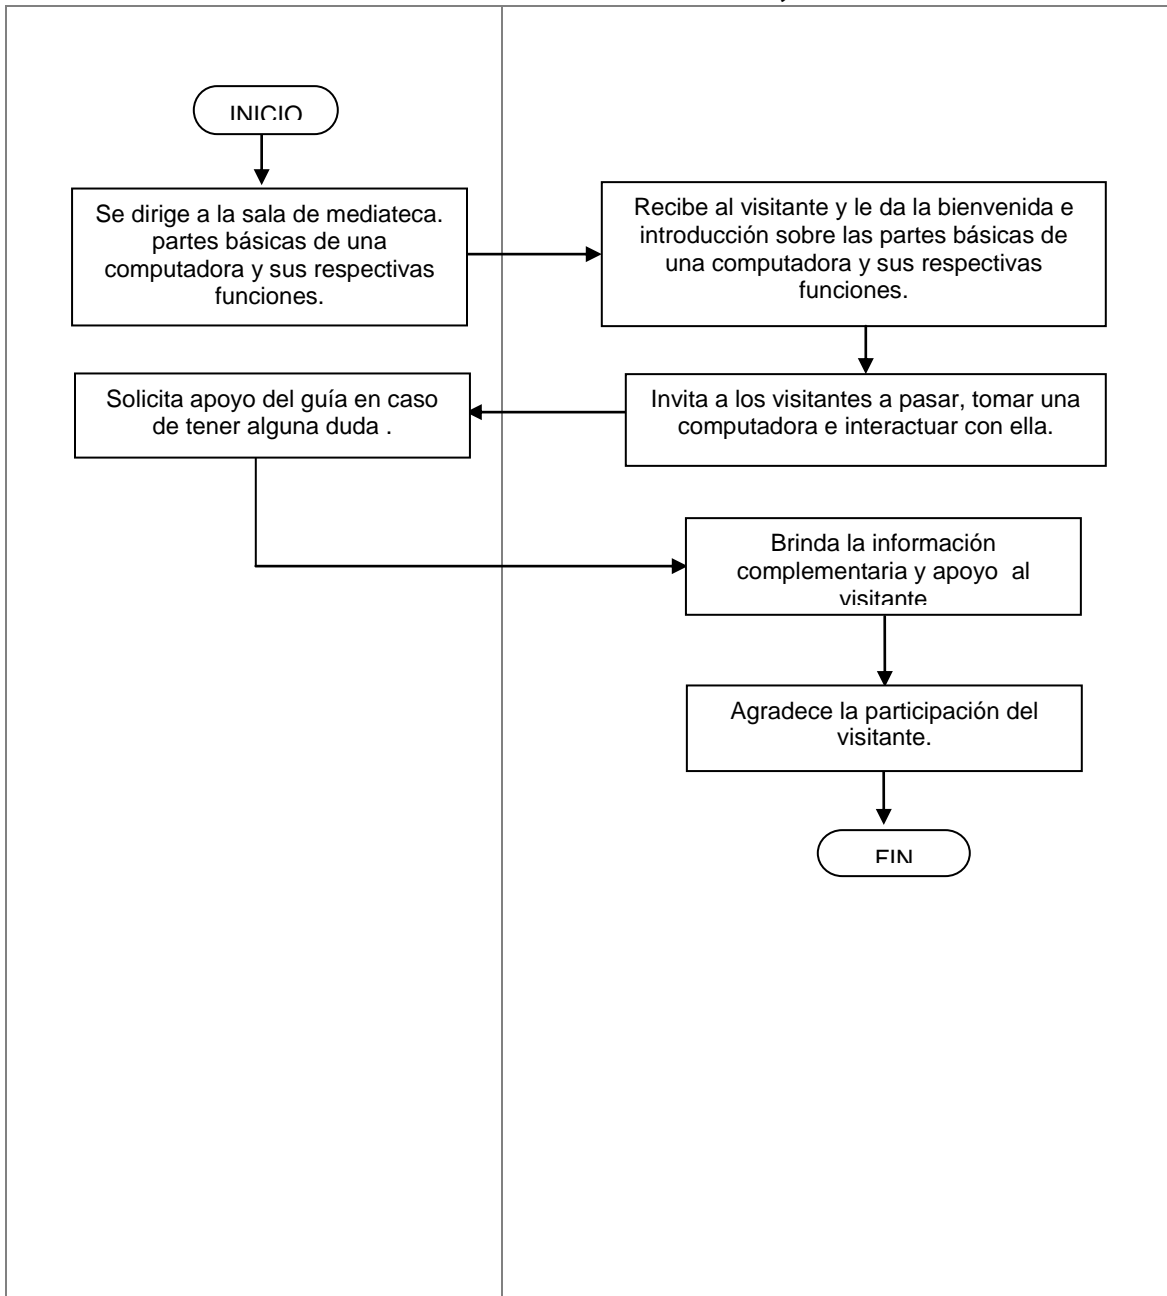 INICIO
Se dirige a la sala de mediateca.
partes básicas de una
computadora y sus respectivas
funciones.
Recibe al visitante y le da la bienvenida e
introducción sobre las partes básicas de
una computadora y sus respectivas
funciones.
Invita a los visitantes a pasar, tomar una
computadora e interactuar con ella.
Solicita apoyo del guía en caso
de tener alguna duda .
Brinda la información
complementaria y apoyo  al
visitante
Agradece la participación del
visitante.
FIN